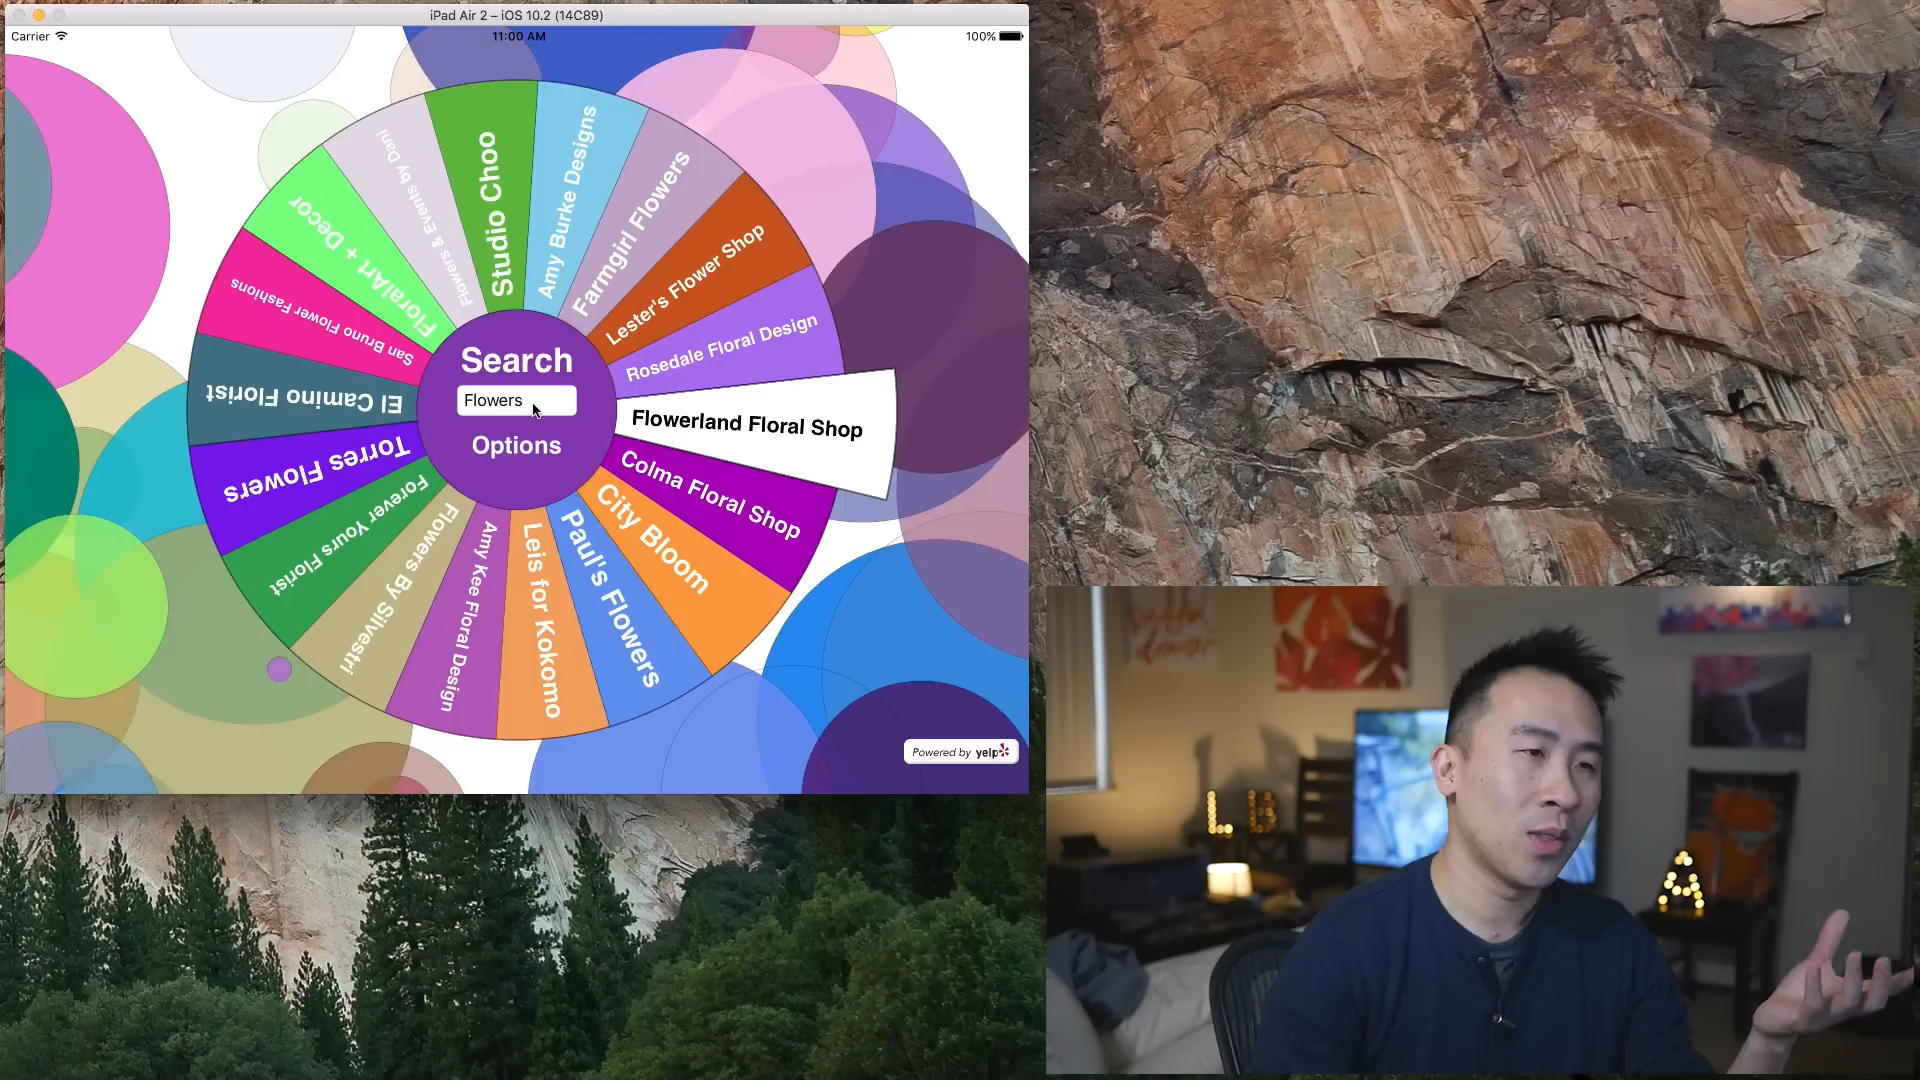 iPad Air 2 – iOS 10.2 (14C89)
Carrier
11:00 AM
100%
Studio Choo
Amy Burke Designs
Farmgirl Flowers
Lester's Flower Shop
Rosedale Floral Design
Flowerland Floral Shop
Colma Floral Shop
City Bloom
Paul's Flowers
Leis for Kokomo
Amy Kee Floral Design
Flowers By Silvestri
Forever Yours Florist
Torres Flowers
El Camino Florist
San Bruno Flower Fashions
FloralArt + Decor
Flowers & Events by Dani
Search
Flowers
Options
Powered by yelp
L B
A